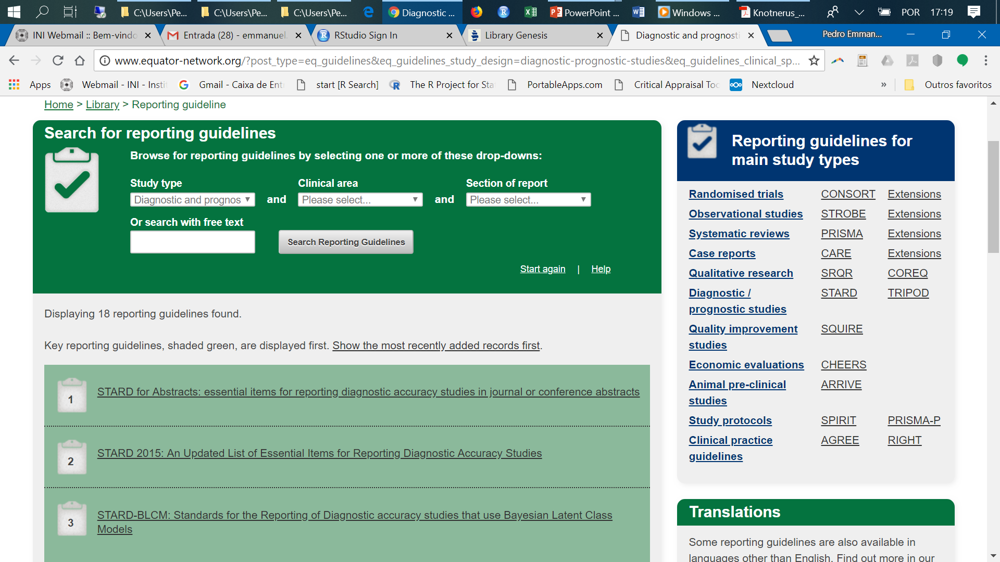 C:\Users\Pe...
C:\Users\Pe...
C:\Users\Pe...
Diagnostic ...
PowerPoint ...
Windows ...
Knotnerus_...
POR
17:19
INI Webmail :: Bem-vindo
Entrada (28) - emmanuel.
RStudio Sign In
Library Genesis
Diagnostic and prognosti
Pedro Emman...
www.equator-network.org/?post_type=eq_guidelines&eq_guidelines_study_design=diagnostic-prognostic-studies&eq_guidelines_clinical_sp...
Apps
Webmail - INI - Insti
Gmail - Caixa de Ent
start [R Search]
The R Project for Sta
PortableApps.com
Critical Appraisal Too
Nextcloud
»
Outros favoritos
Home > Library > Reporting guideline
Search for reporting guidelines
Browse for reporting guidelines by selecting one or more of these drop-downs:
Study type
Clinical area
Section of report
Diagnostic and prognos
and
Please select...
and
Please select...
Or search with free text
Search Reporting Guidelines
Start again | Help
Displaying 18 reporting guidelines found.
Key reporting guidelines, shaded green, are displayed first. Show the most recently added records first.
1
STARD for Abstracts: essential items for reporting diagnostic accuracy studies in journal or conference abstracts
2
STARD 2015: An Updated List of Essential Items for Reporting Diagnostic Accuracy Studies
3
STARD-BLCM: Standards for the Reporting of Diagnostic accuracy studies that use Bayesian Latent Class
Models
Reporting guidelines for
main study types
Randomised trials CONSORT Extensions
Observational studies STROBE Extensions
Systematic reviews PRISMA Extensions
Case reports CARE Extensions
Qualitative research SRQR COREQ
Diagnostic / STARD TRIPOD
prognostic studies
Quality improvement SQUIRE
studies
Economic evaluations CHEERS
Animal pre-clinical ARRIVE
studies
Study protocols SPIRIT PRISMA-P
Clinical practice AGREE RIGHT
guidelines
Translations
Some reporting guidelines are also available in
languages other than English. Find out more in our